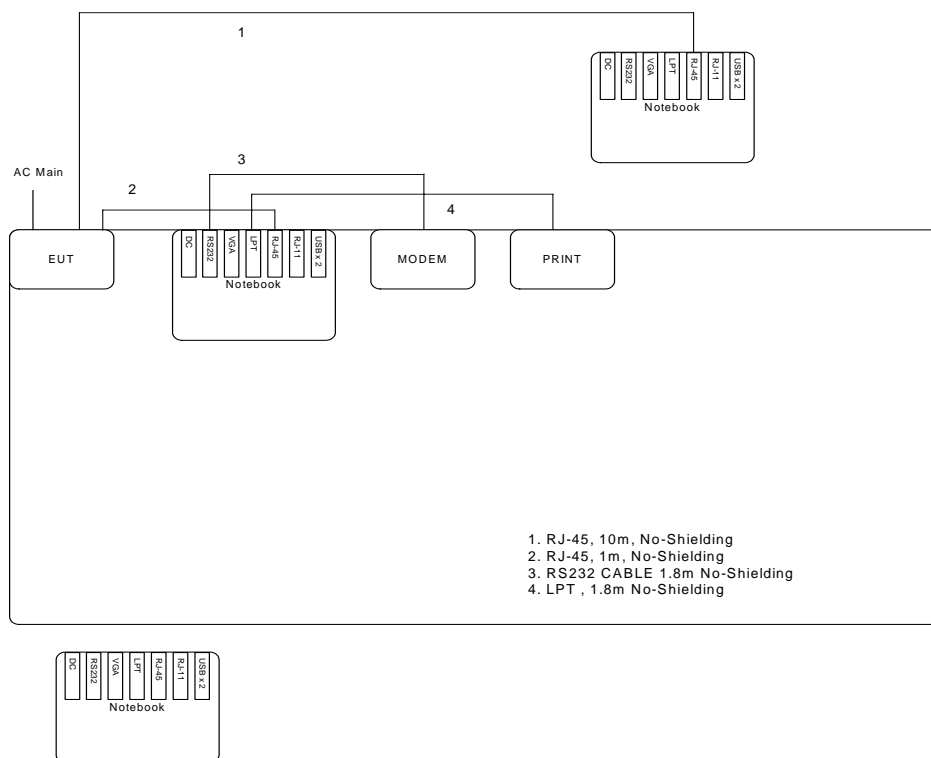 1
DC
RS232
VGA
LPT
RJ-45
RJ-11
USB x 2
Notebook
AC Main
3
2
4
EUT
DC
RS232
VGA
LPT
RJ-45
RJ-11
USB x 2
Notebook
MODEM
PRINT
1. RJ-45, 10m, No-Shielding
2. RJ-45, 1m, No-Shielding
3. RS232 CABLE 1.8m No-Shielding
4. LPT , 1.8m No-Shielding
DC
RS232
VGA
LPT
RJ-45
RJ-11
USB x 2
Notebook